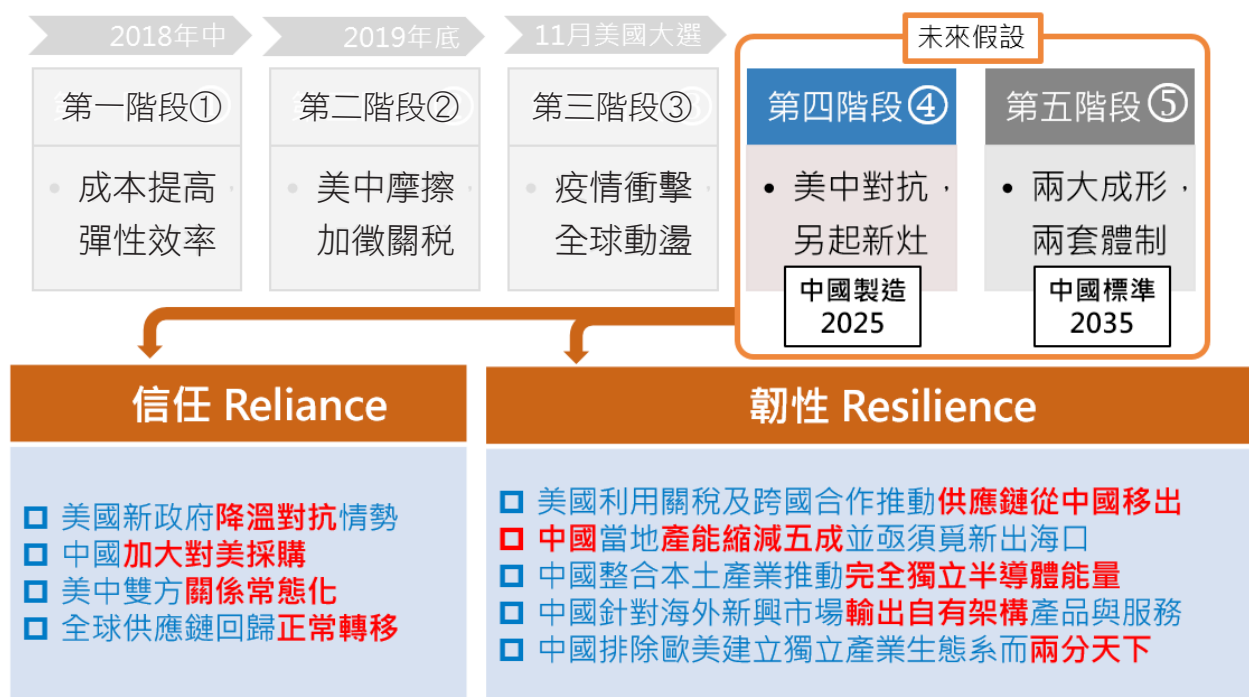 2018年中
2019年底
11月美國大選
未來假設
第一階段①
第二階段②
第三階段③
第四階段④
第五階段⑤
• 成本提高，
彈性效率
• 美中摩擦，
加徵關稅
• 疫情衝擊，
全球動盪
• 美中對抗，
另起新灶
• 兩大成形，
兩套體制
中國製造
2025
中國標準
2035
信任 Reliance
美國新政府降溫對抗情勢
中國加大對美採購
美中雙方關係常態化
全球供應鏈回歸正常轉移
韌性 Resilience
美國利用關稅及跨國合作推動供應鏈從中國移出
中國當地產能縮減五成並亟須覓新出海口
中國整合本土產業推動完全獨立半導體能量
中國針對海外新興市場輸出自有架構產品與服務
中國排除歐美建立獨立產業生態系而兩分天下